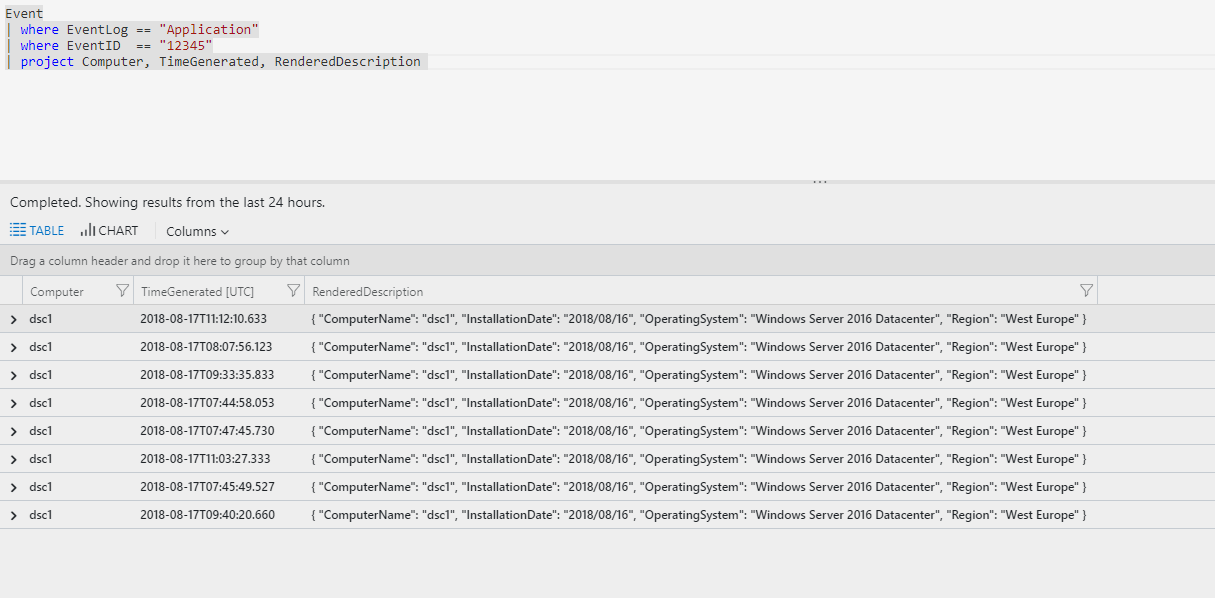 Event
| where EventLog == "Application"
| where EventID  == "12345"
| project Computer, TimeGenerated, RenderedDescription
...
Completed. Showing results from the last 24 hours.
TABLE CHART Columns
Drag a column header and drop it here to group by that column
Computer TimeGenerated [UTC] RenderedDescription
dsc1 2018-08-17T11:12:10.633 { "ComputerName": "dsc1", "InstallationDate": "2018/08/16", "OperatingSystem": "Windows Server 2016 Datacenter", "Region": "West Europe" }
dsc1 2018-08-17T08:07:56.123 { "ComputerName": "dsc1", "InstallationDate": "2018/08/16", "OperatingSystem": "Windows Server 2016 Datacenter", "Region": "West Europe" }
dsc1 2018-08-17T09:33:35.833 { "ComputerName": "dsc1", "InstallationDate": "2018/08/16", "OperatingSystem": "Windows Server 2016 Datacenter", "Region": "West Europe" }
dsc1 2018-08-17T07:44:58.053 { "ComputerName": "dsc1", "InstallationDate": "2018/08/16", "OperatingSystem": "Windows Server 2016 Datacenter", "Region": "West Europe" }
dsc1 2018-08-17T07:47:45.730 { "ComputerName": "dsc1", "InstallationDate": "2018/08/16", "OperatingSystem": "Windows Server 2016 Datacenter", "Region": "West Europe" }
dsc1 2018-08-17T11:03:27.333 { "ComputerName": "dsc1", "InstallationDate": "2018/08/16", "OperatingSystem": "Windows Server 2016 Datacenter", "Region": "West Europe" }
dsc1 2018-08-17T07:45:49.527 { "ComputerName": "dsc1", "InstallationDate": "2018/08/16", "OperatingSystem": "Windows Server 2016 Datacenter", "Region": "West Europe" }
dsc1 2018-08-17T09:40:20.660 { "ComputerName": "dsc1", "InstallationDate": "2018/08/16", "OperatingSystem": "Windows Server 2016 Datacenter", "Region": "West Europe" }